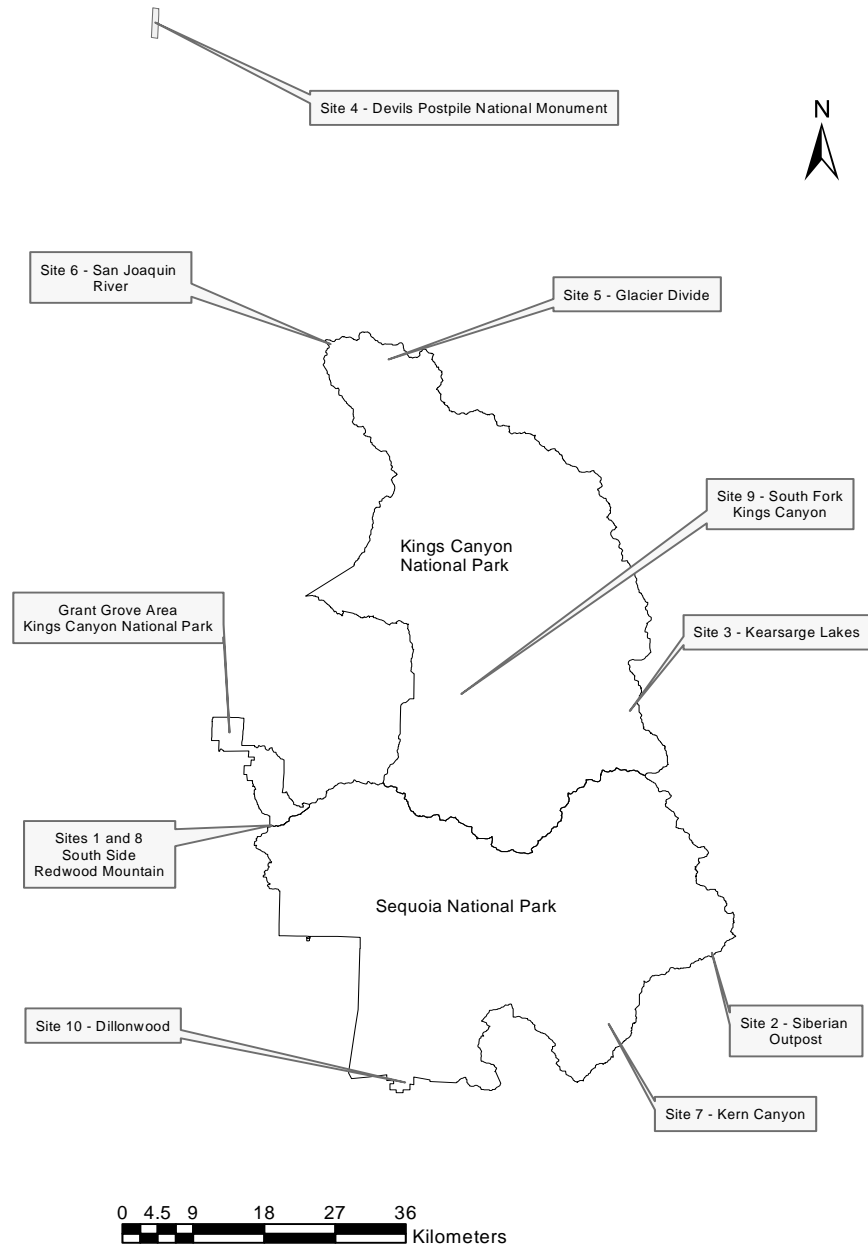 Site 4 - Devils Postpile National Monument
N
Site 6 - San Joaquin
River
Site 5 - Glacier Divide
Site 9 - South Fork
Kings Canyon
Kings Canyon
National Park
Grant Grove Area
Kings Canyon National Park
Site 3 - Kearsarge Lakes
Sites 1 and 8
South Side
Redwood Mountain
Sequoia National Park
Site 10 - Dillonwood
Site 2 - Siberian
Outpost
Site 7 - Kern Canyon
0 4.5 9 18 27 36
Kilometers